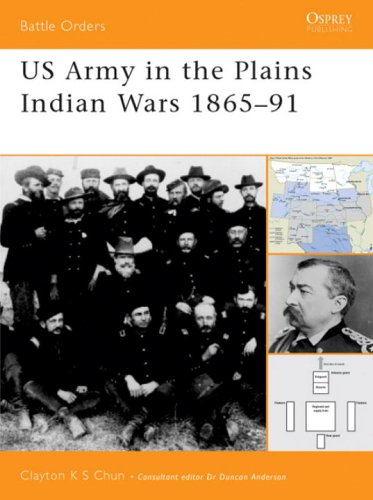 Battle Orders
OSPREY
PUBLISHING
US Army in the Plains
Indian Wars 1865–91
Clayton K S Chun • Consultant editor Dr Duncan Anderson